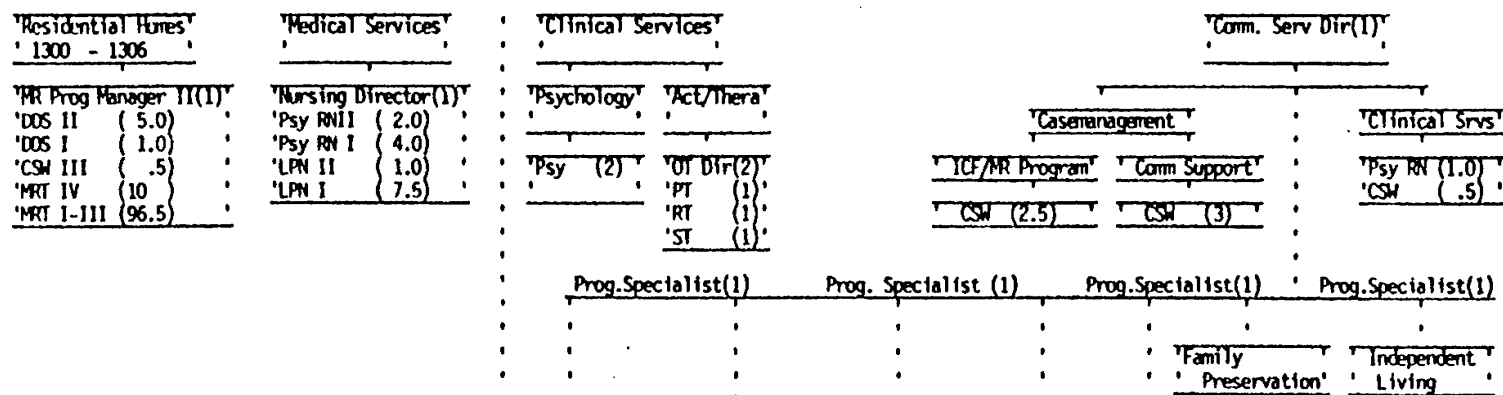 Residential Homes
1300 - 1306
Medical Services
Clinical Services
Comm. Serv Dir(1)
MR Prog Manager II(1)
DDS II ( 5.0)
DDS I ( 1.0)
CSW III ( .5)
MRT IV (10 )
MRT I-III (96.5)
Nursing Director(1)
Psy RNII ( 2.0)
Psy RN I ( 4.0)
LPN II ( 1.0)
LPN I ( 7.5)
Psychology
Psy (2)
Act/Thera
OT Dir(2)
PT (1)
RT (1)
ST (1)
Casemanagement
ICF/MR Program
CSW (2.5)
Comm Support
CSW (3)
Clinical Srvs
Psy RN (1.0)
CSW ( .5)
Prog.Specialist(1)
Prog. Specialist (1)
Prog.Specialist(1)
Prog.Specialist(1)
Family
Preservation
Independent
Living